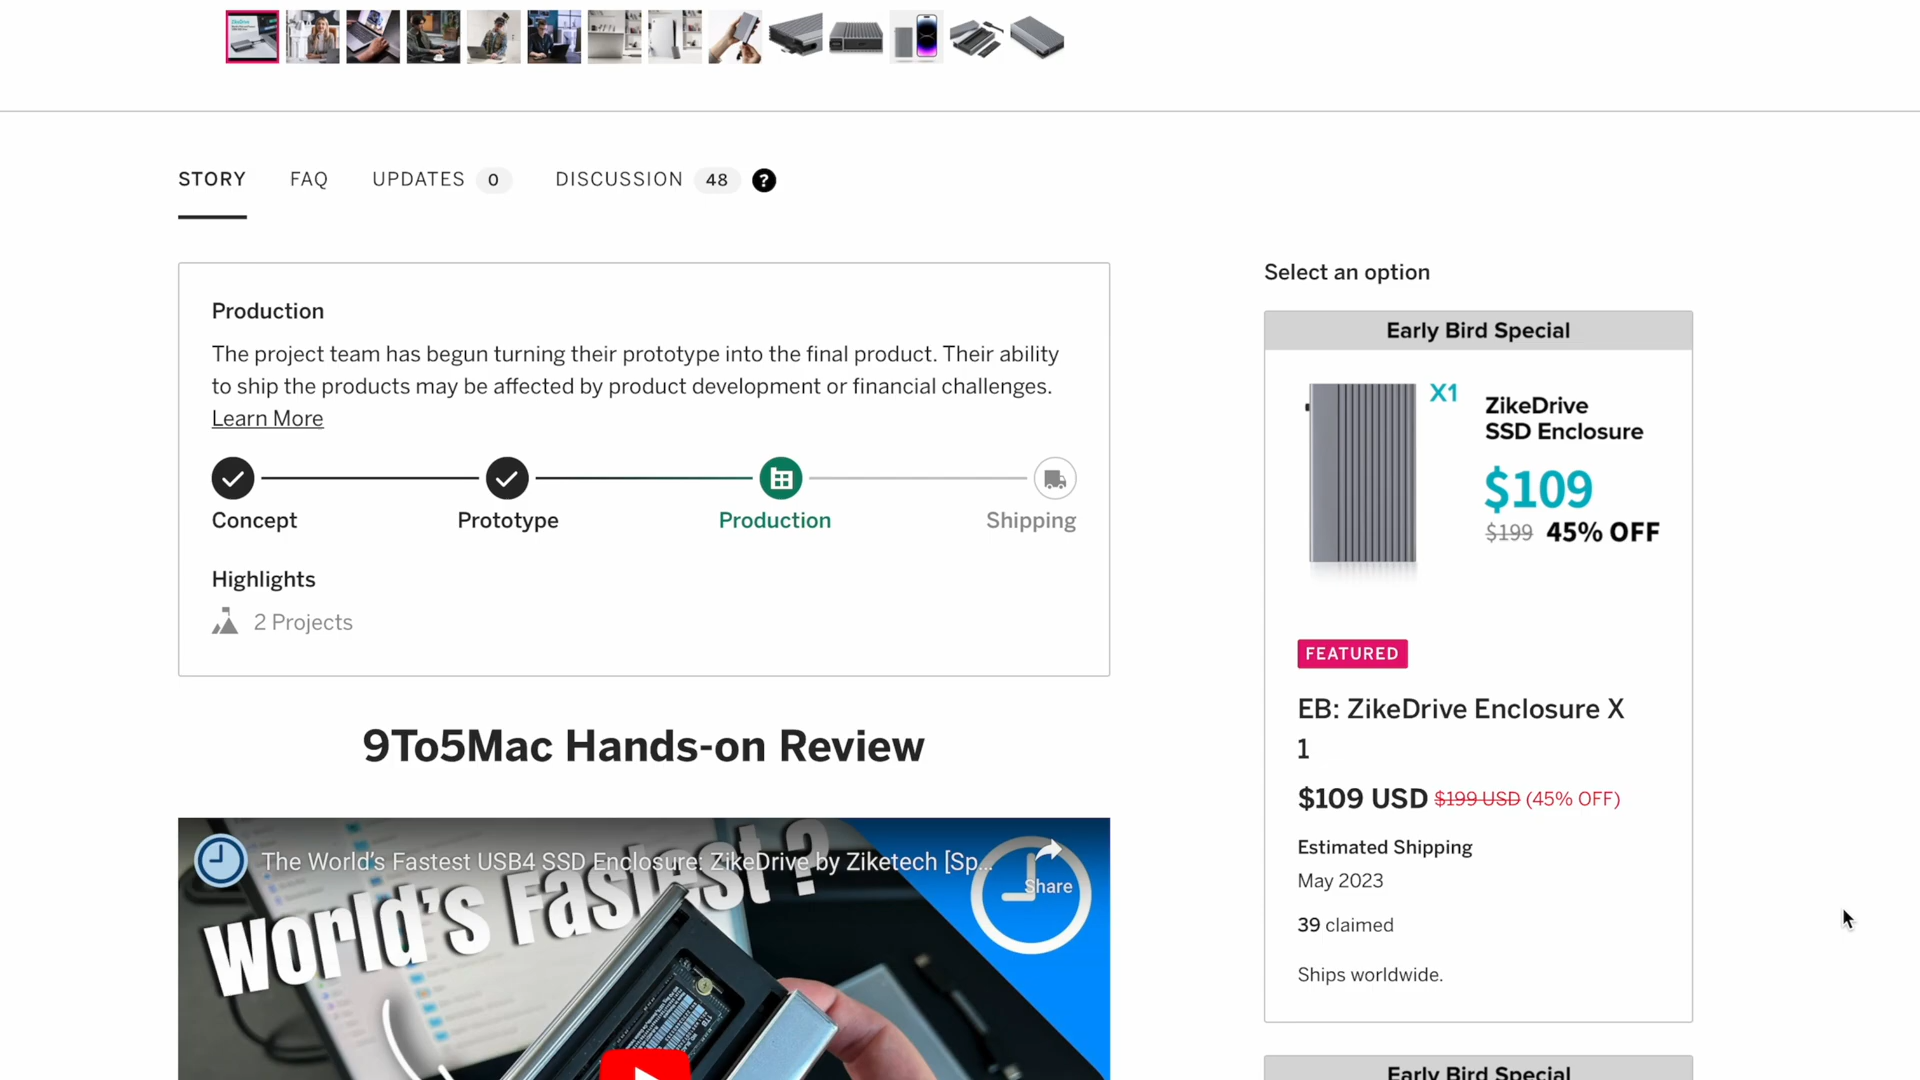 STORY FAQ UPDATES 0 DISCUSSION 48 ?
Production
The project team has begun turning their prototype into the final product. Their ability
to ship the products may be affected by product development or financial challenges.
Learn More
Concept Prototype Production Shipping
Highlights
2 Projects
9To5Mac Hands-on Review
The World's Fastest USB4 SSD Enclosure: ZikeDrive by Ziketech [Sp...
Share
World's Fastest?
Select an option
Early Bird Special
X1
ZikeDrive
SSD Enclosure
$109
$199 45% OFF
FEATURED
EB: ZikeDrive Enclosure X
1
$109 USD $199 USD (45% OFF)
Estimated Shipping
May 2023
39 claimed
Ships worldwide.
Early Bird Special